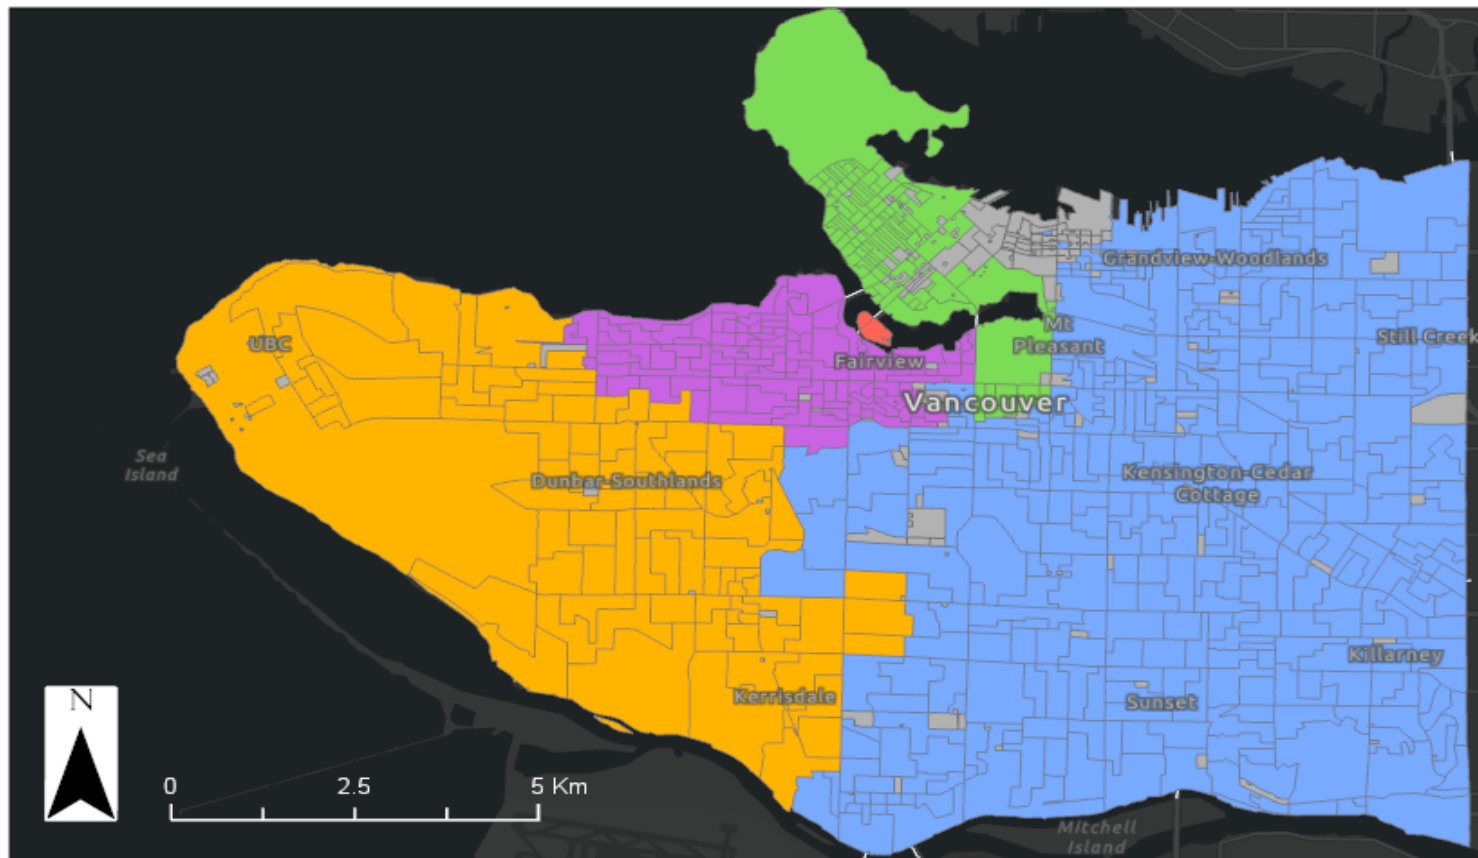 Grandview-Woodlands
Mt
Pleasant
Still Creek
UBC
Fairview
Vancouver
Sea
Island
Dunbar-Southlands
Kensington-Cedar
Cottage
Killarney
Kerrisdale
Sunset
N
0
2.5
5 Km
Mitchell
Island